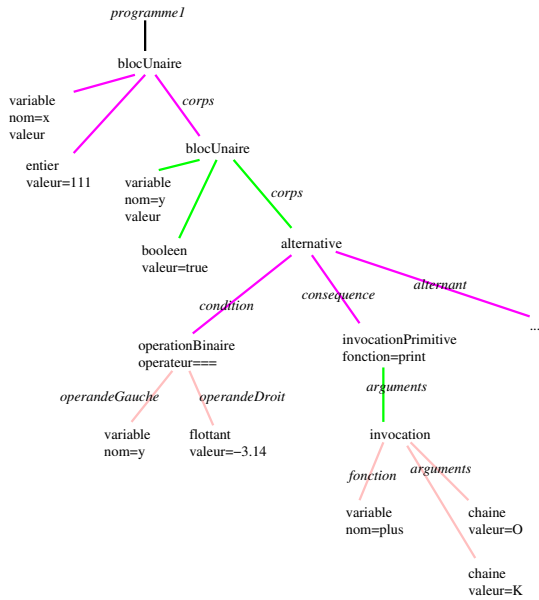 programme1
blocUnaire
variable
nom=x
valeur
corps
entier
valeur=111
blocUnaire
variable
nom=y
valeur
corps
booleen
valeur=true
alternative
condition
consequence
alternant
...
operationBinaire
operateur===
invocationPrimitive
fonction=print
operandeGauche
operandeDroit
arguments
variable
nom=y
flottant
valeur=−3.14
invocation
fonction
arguments
variable
nom=plus
chaine
valeur=O
chaine
valeur=K